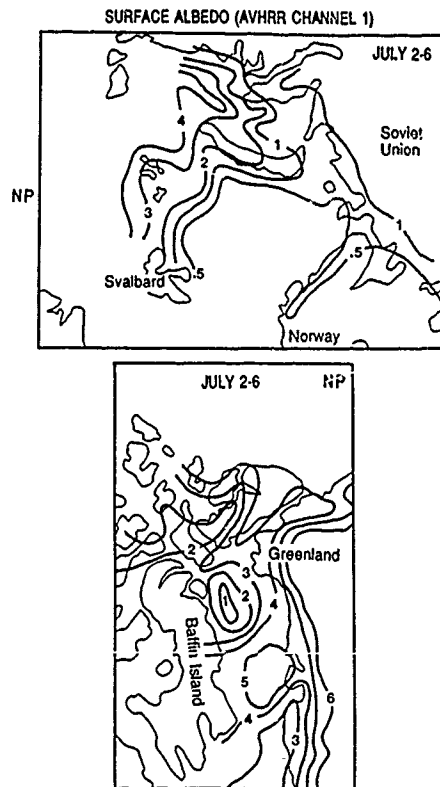 SURFACE ALBEDO (AVHRR CHANNEL 1)
JULY 2-6
4
Soviet
Union
1
2
NP
3
1
.5
.5
Svalbard
Norway
JULY 2-6 NP
2
Greenland
3
2
4
1
Baffin Island
5
6
4
3